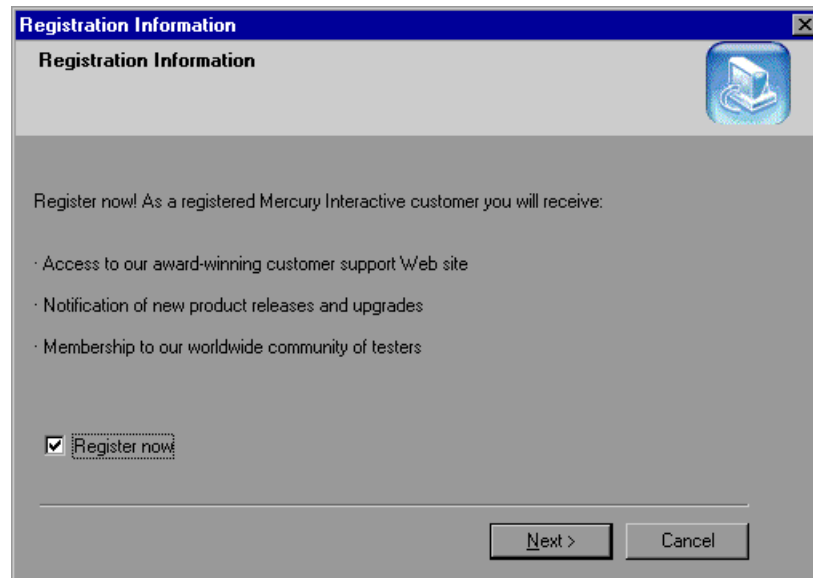 Registration Information
Registration Information
Register now! As a registered Mercury Interactive customer you will receive:
· Access to our award-winning customer support Web site
· Notification of new product releases and upgrades
· Membership to our worldwide community of testers
Register now
Next >
Cancel